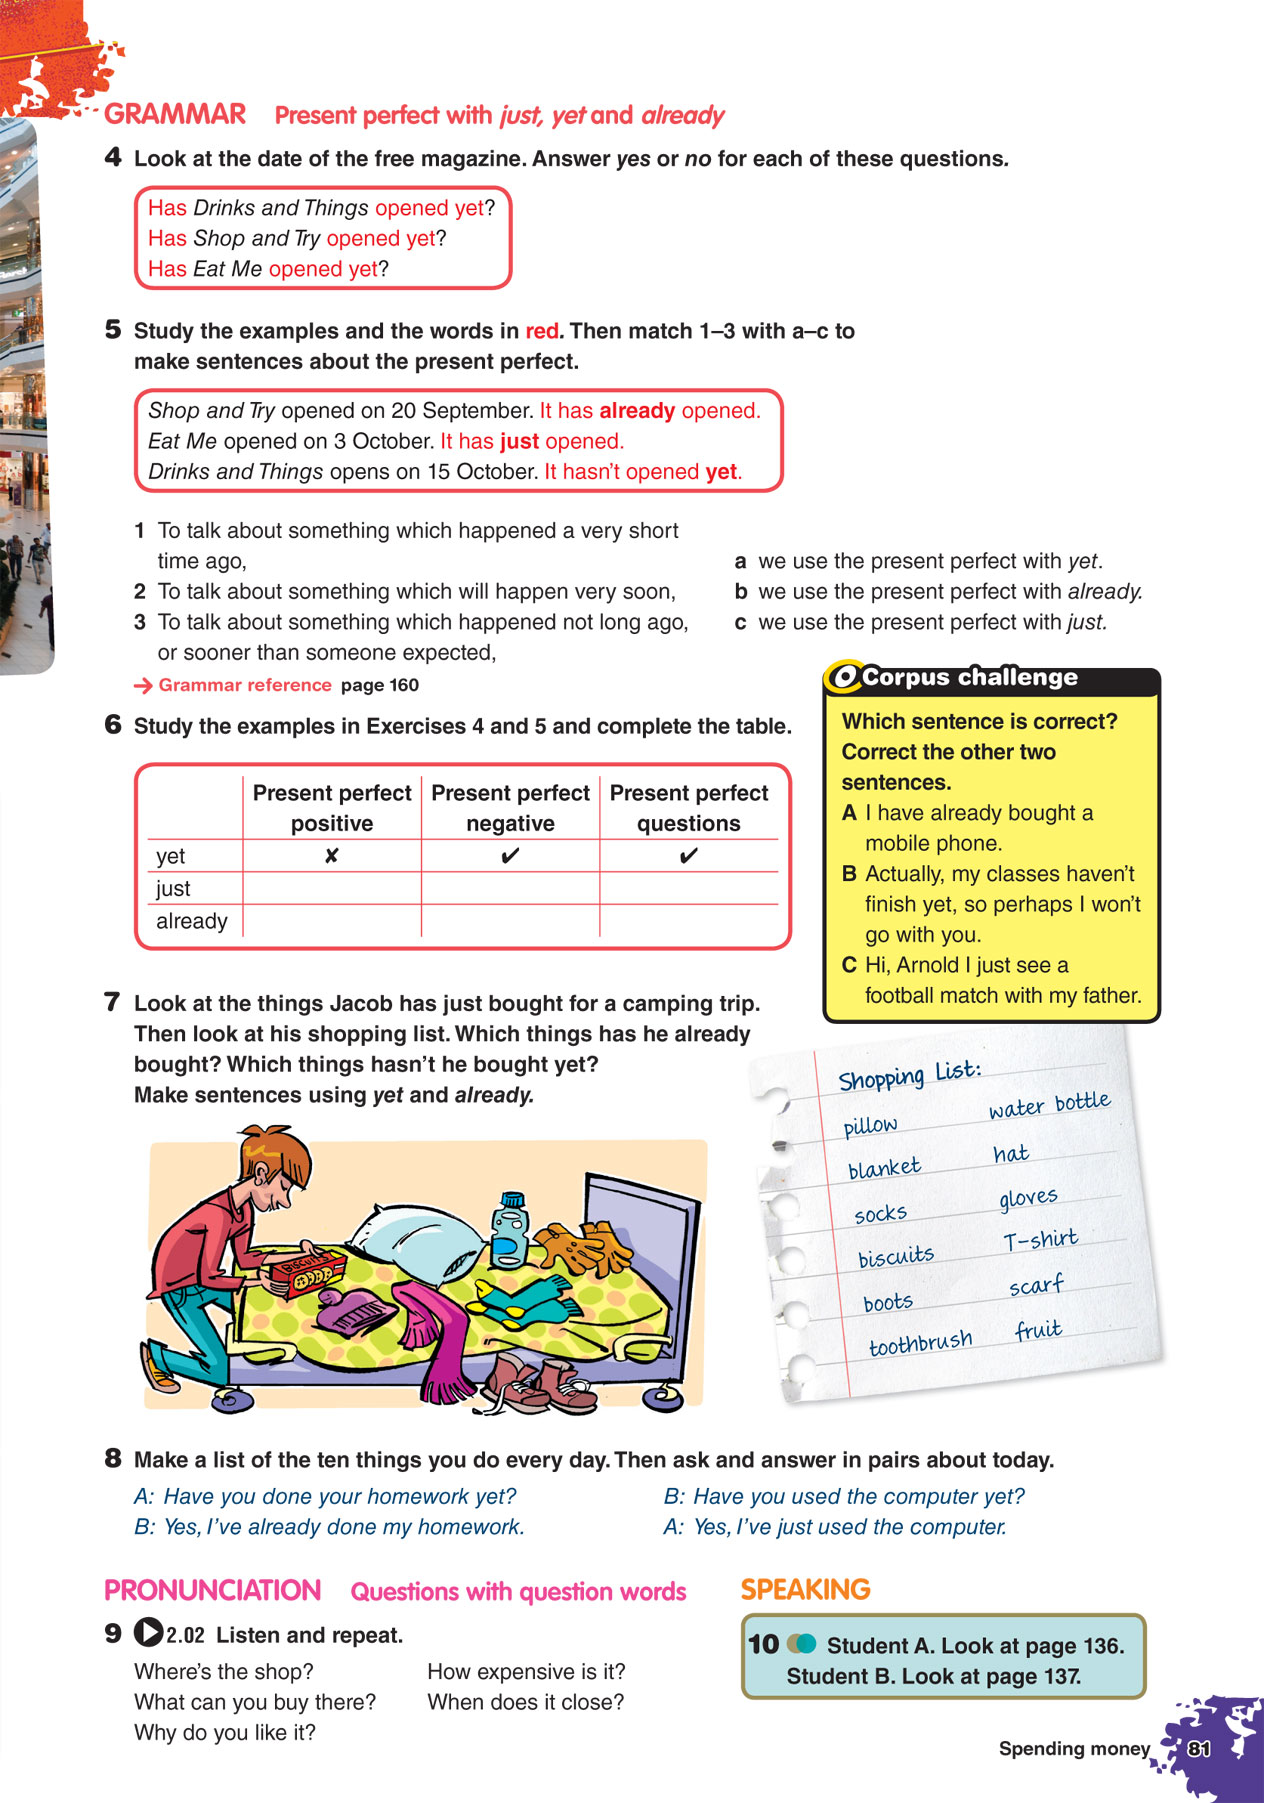 GRAMMAR Present perfect with just, yet and already
4 Look at the date of the free magazine. Answer yes or no for each of these questions.
Has Drinks and Things opened yet?
Has Shop and Try opened yet?
Has Eat Me opened yet?
5 Study the examples and the words in red. Then match 1–3 with a–c to
make sentences about the present perfect.
Shop and Try opened on 20 September. It has already opened.
Eat Me opened on 3 October. It has just opened.
Drinks and Things opens on 15 October. It hasn't opened yet.
1 To talk about something which happened a very short
time ago,
2 To talk about something which will happen very soon,
3 To talk about something which happened not long ago,
or sooner than someone expected,
a we use the present perfect with yet.
b we use the present perfect with already.
c we use the present perfect with just.
Grammar reference page 160
6 Study the examples in Exercises 4 and 5 and complete the table.
Present perfect positive Present perfect negative Present perfect questions
yet ✘ ✔ ✔
just
already
Corpus challenge
Which sentence is correct?
Correct the other two
sentences.
A I have already bought a
mobile phone.
B Actually, my classes haven't
finish yet, so perhaps I won't
go with you.
C Hi, Arnold I just see a
football match with my father.
7 Look at the things Jacob has just bought for a camping trip.
Then look at his shopping list. Which things has he already
bought? Which things hasn't he bought yet?
Make sentences using yet and already.
BISCUITS
Shopping List:
pillow water bottle
blanket hat
socks gloves
biscuits T-shirt
boots scarf
toothbrush fruit
8 Make a list of the ten things you do every day. Then ask and answer in pairs about today.
A: Have you done your homework yet?
B: Yes, I've already done my homework.
B: Have you used the computer yet?
A: Yes, I've just used the computer.
PRONUNCIATION Questions with question words
9 2.02 Listen and repeat.
Where's the shop? How expensive is it?
What can you buy there? When does it close?
Why do you like it?
SPEAKING
10 Student A. Look at page 136.
Student B. Look at page 137.
Spending money 81